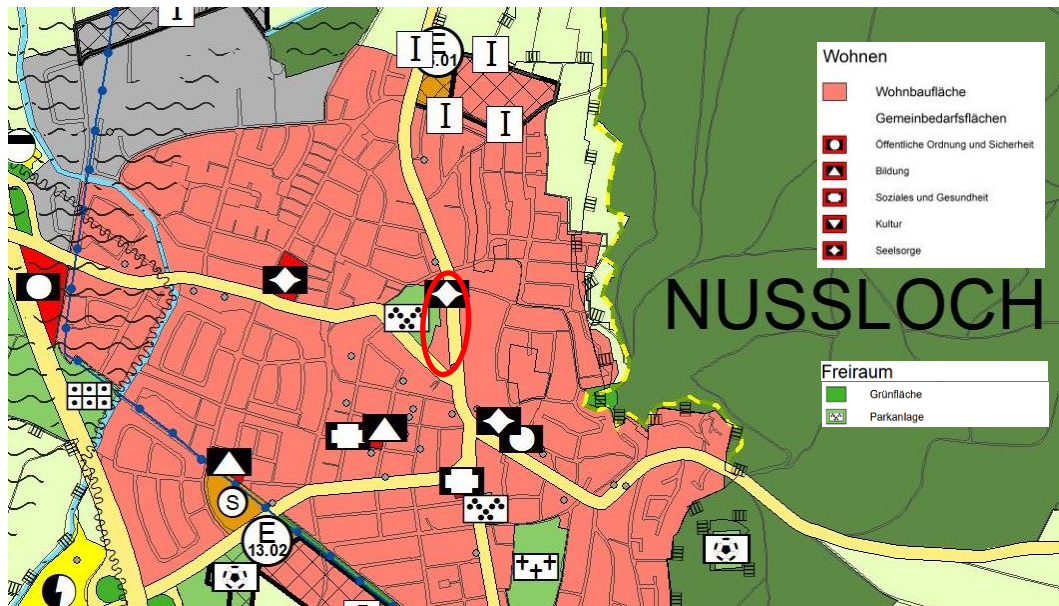 I
E
I
I
.01
I
I
Wohnen
Wohnbaufläche
Gemeinbedarfsflächen
Öffentliche Ordnung und Sicherheit
Bildung
Soziales und Gesundheit
Kultur
Seelsorge
NUSSLOCH
Freiraum
Grünfläche
Parkanlage
S
E
13.02